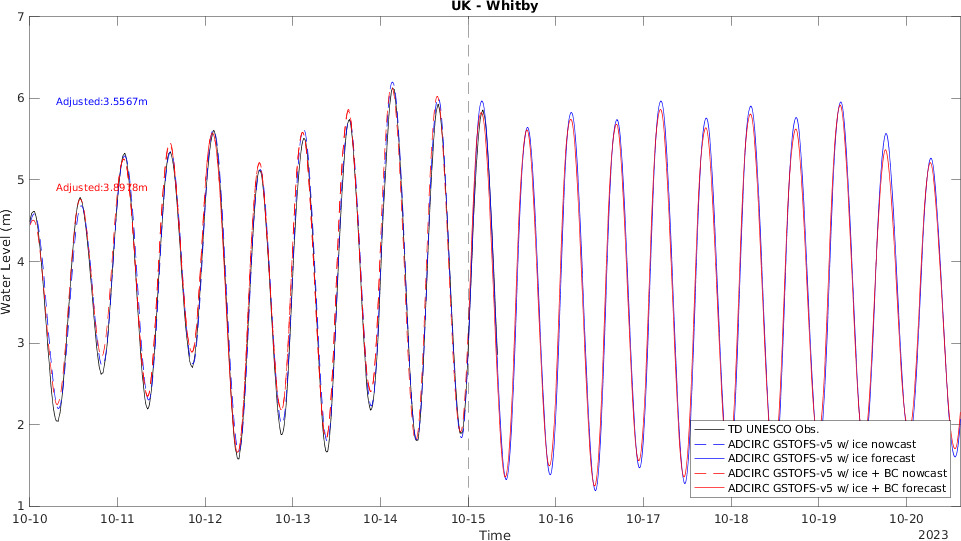 UK - Whitby
7
6
5
4
3
2
1
Water Level (m)
Adjusted:3.5567m
Adjusted:3.8978m
TD UNESCO Obs.
ADCIRC GSTOFS-v5 w/ ice nowcast
ADCIRC GSTOFS-v5 w/ ice forecast
ADCIRC GSTOFS-v5 w/ ice + BC nowcast
ADCIRC GSTOFS-v5 w/ ice + BC forecast
10-10 10-11 10-12 10-13 10-14 10-15 10-16 10-17 10-18 10-19 10-20
Time
2023